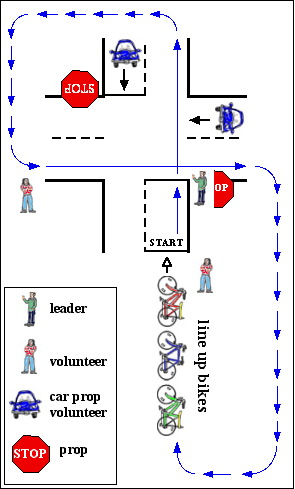 STOP
OP
START
line up bikes
leader
volunteer
car prop
volunteer
STOP
prop